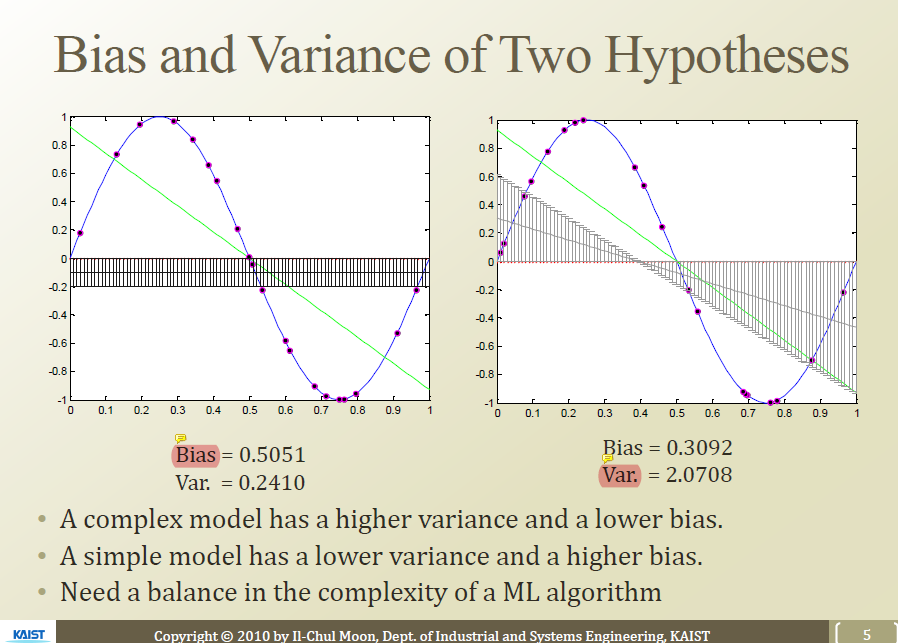 Bias and Variance of Two Hypotheses
1
0.8
0.6
0.4
0.2
0
-0.2
-0.4
-0.6
-0.8
-1
0 0.1 0.2 0.3 0.4 0.5 0.6 0.7 0.8 0.9 1
1
0.8
0.6
0.4
0.2
0
-0.2
-0.4
-0.6
-0.8
-1
0 0.1 0.2 0.3 0.4 0.5 0.6 0.7 0.8 0.9 1
Bias = 0.5051
Var. = 0.2410
Bias = 0.3092
Var. = 2.0708
• A complex model has a higher variance and a lower bias.
• A simple model has a lower variance and a higher bias.
• Need a balance in the complexity of a ML algorithm
KAIST
Copyright © 2010 by Il-Chul Moon, Dept. of Industrial and Systems Engineering, KAIST
5